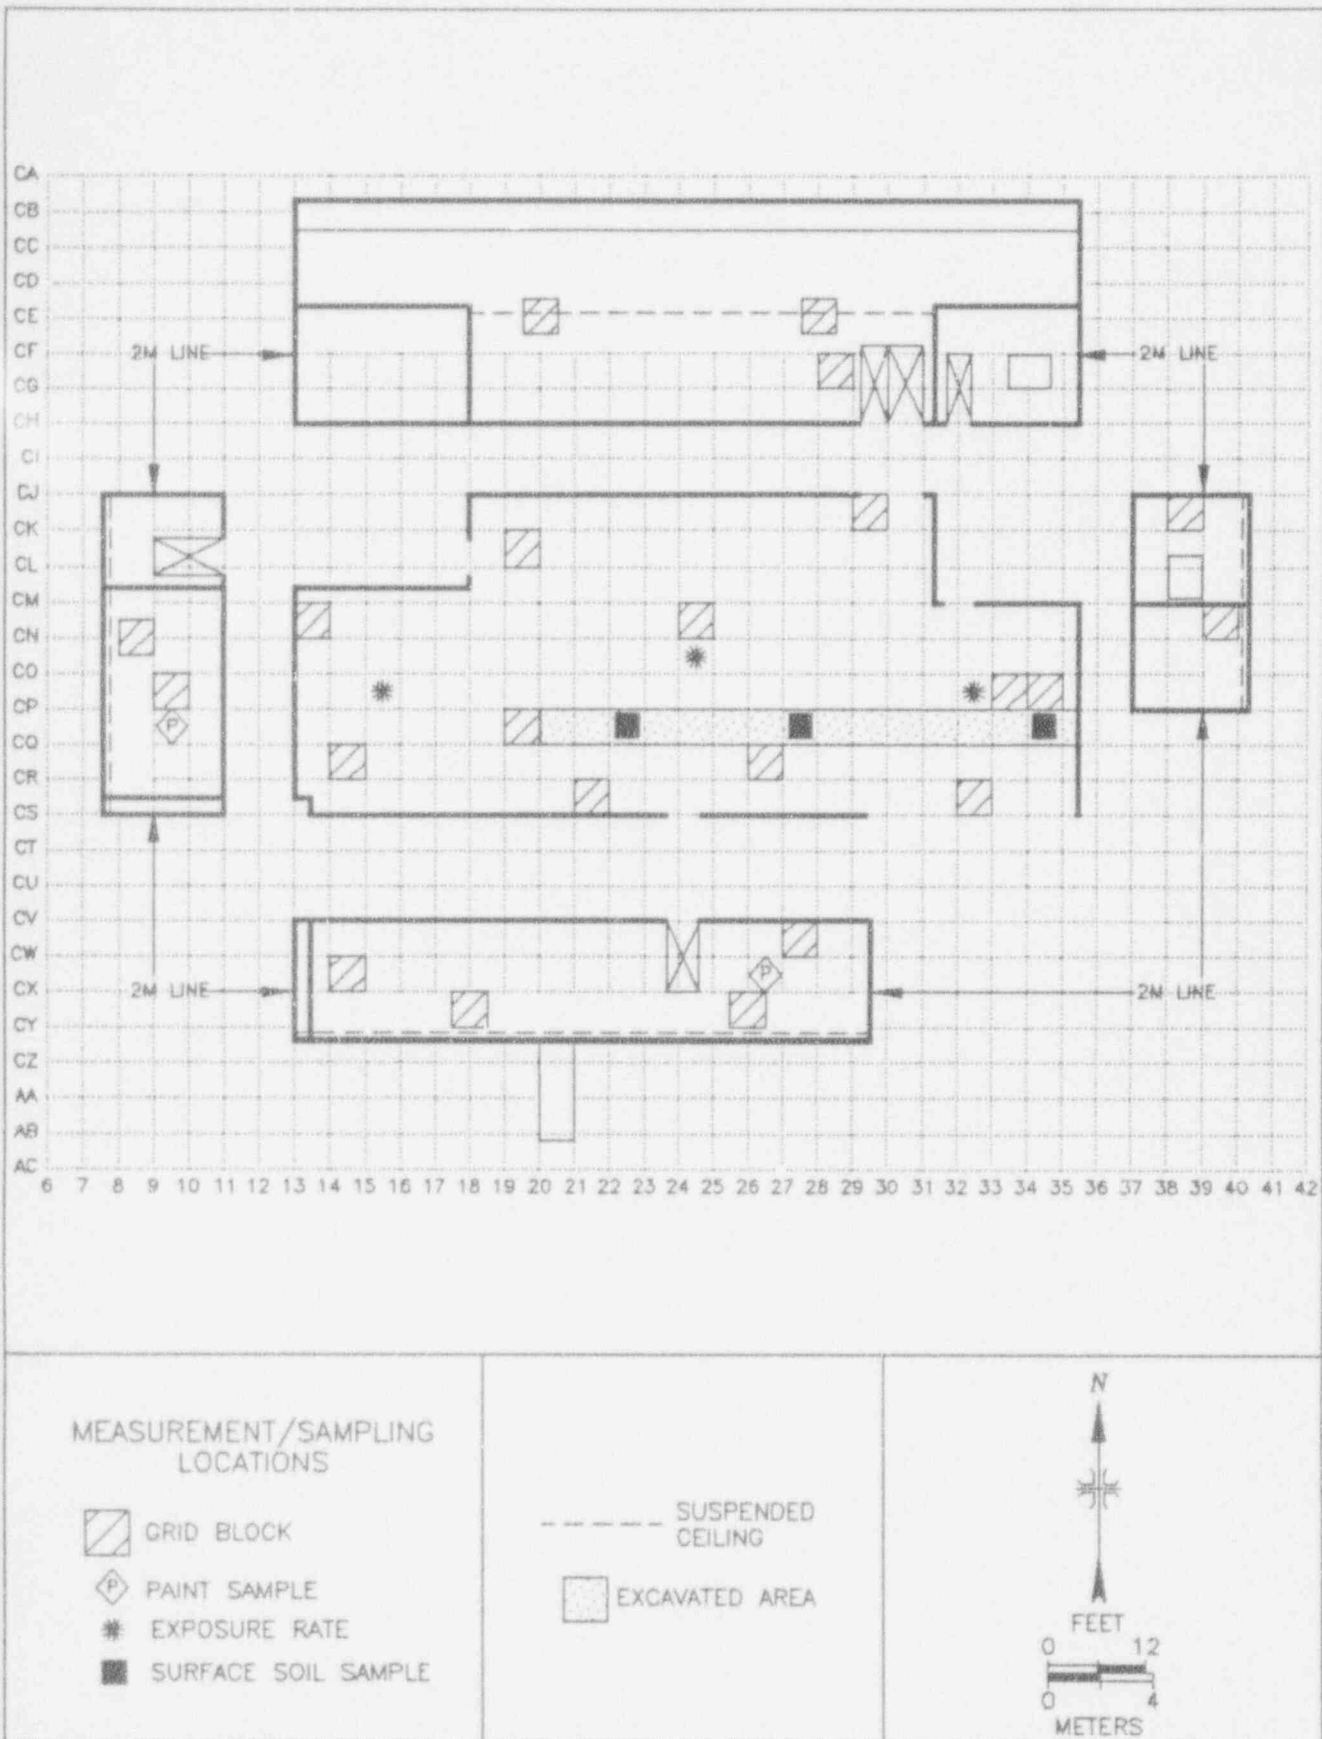 CA
CB
CC
CD
CE
CF 2M LINE 2M LINE
CG
CH
CI
CJ
CK
CL
CM
CN
CO
CP
P
CQ
CR
CS
CT
CU
CV
CW
P
CX 2M LINE 2M LINE
CY
CZ
AA
AB
AC
6 7 8 9 10 11 12 13 14 15 16 17 18 19 20 21 22 23 24 25 26 27 28 29 30 31 32 33 34 35 36 37 38 39 40 41 42
MEASUREMENT/SAMPLING
LOCATIONS
GRID BLOCK
P PAINT SAMPLE
EXPOSURE RATE
SURFACE SOIL SAMPLE
SUSPENDED
CEILING
EXCAVATED AREA
N
FEET
0 12
0 4
METERS